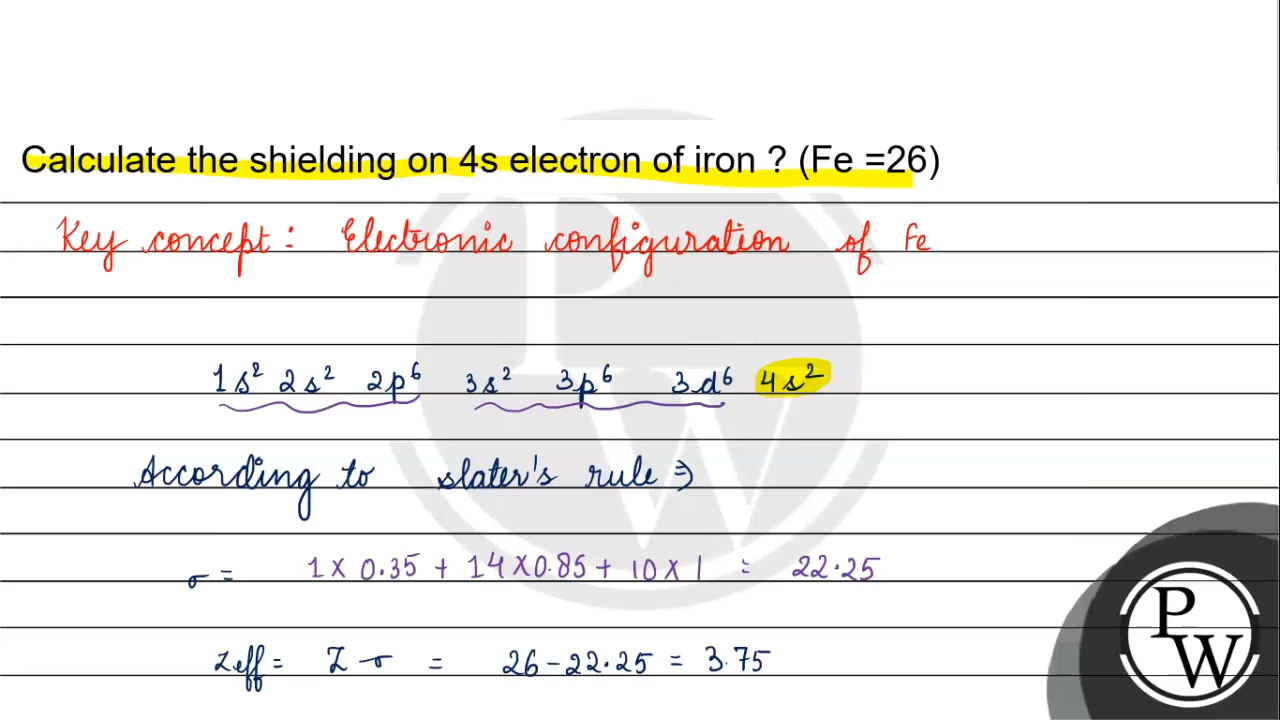 Calculate the shielding on 4s electron of iron ? (Fe =26)
Key concept : Electronic configuration of Fe
1s² 2s² 2p⁶ 3s² 3p⁶ 3d⁶ 4s²
According to slater's rule ⇒
σ = 1 × 0.35 + 14 × 0.85 + 10 × 1 = 22.25
Zeff = Z - σ = 26 - 22.25 = 3.75
P
W
P
W